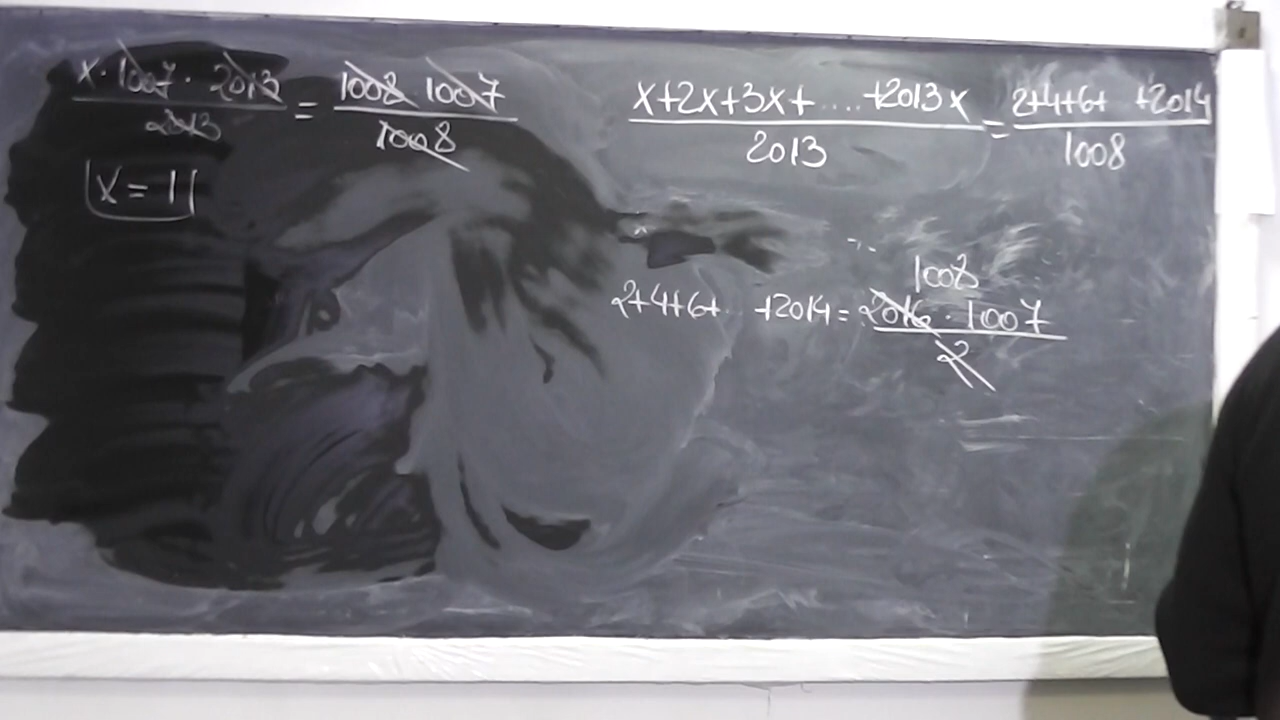 x · 1007 · 2013 / 2013 = 1008 · 1007 / 1008
x = 1
x+2x+3x+ .... +2013x / 2013 = 2+4+6+ +2014 / 1008
1008
2+4+6+ .. +2014 = 2016 · 1007 / 2